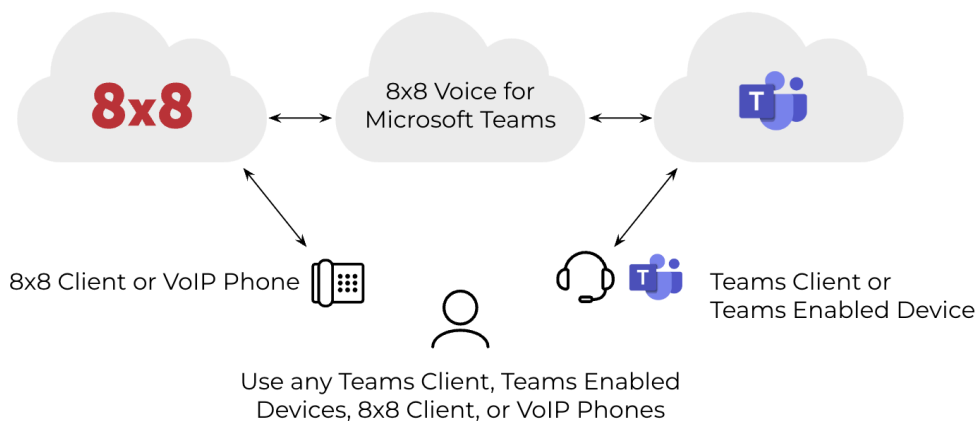 8x8
8x8 Voice for
Microsoft Teams
T
8x8 Client or VoIP Phone
T
Teams Client or
Teams Enabled Device
Use any Teams Client, Teams Enabled
Devices, 8x8 Client, or VoIP Phones